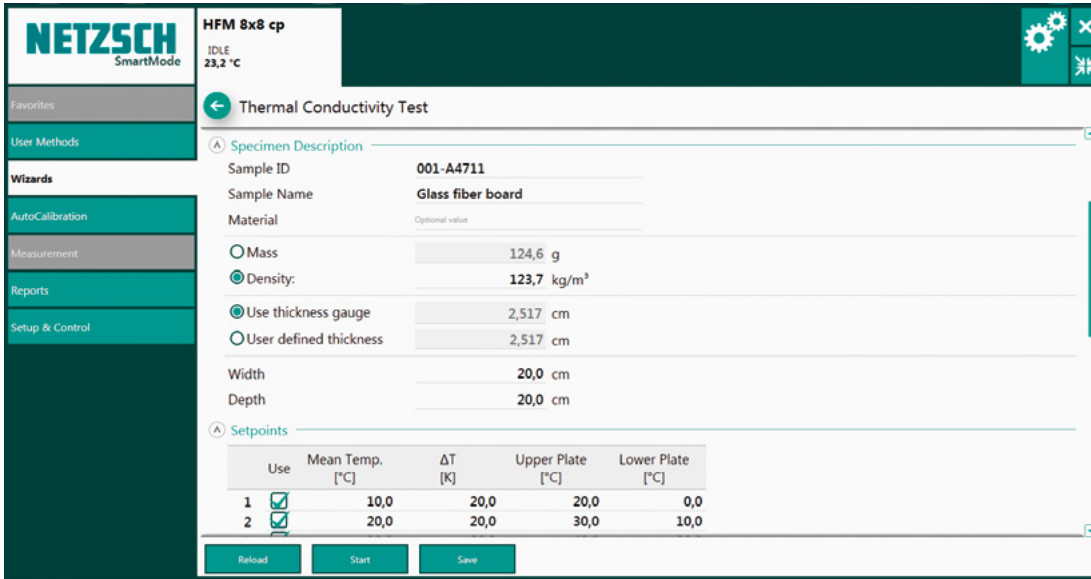 NETZSCH
SmartMode
HFM 8x8 cp
IDLE
23,2 °C
Favorites
User Methods
Wizards
AutoCalibration
Measurement
Reports
Setup & Control
Thermal Conductivity Test
Specimen Description
Sample ID 001-A4711
Sample Name Glass fiber board
Material Optional value
Mass 124,6 g
Density: 123,7 kg/m³
Use thickness gauge 2,517 cm
User defined thickness 2,517 cm
Width 20,0 cm
Depth 20,0 cm
Setpoints
Use Mean Temp. [°C] ΔT [K] Upper Plate [°C] Lower Plate [°C]
1 10,0 20,0 20,0 0,0
2 20,0 20,0 30,0 10,0
Reload Start Save